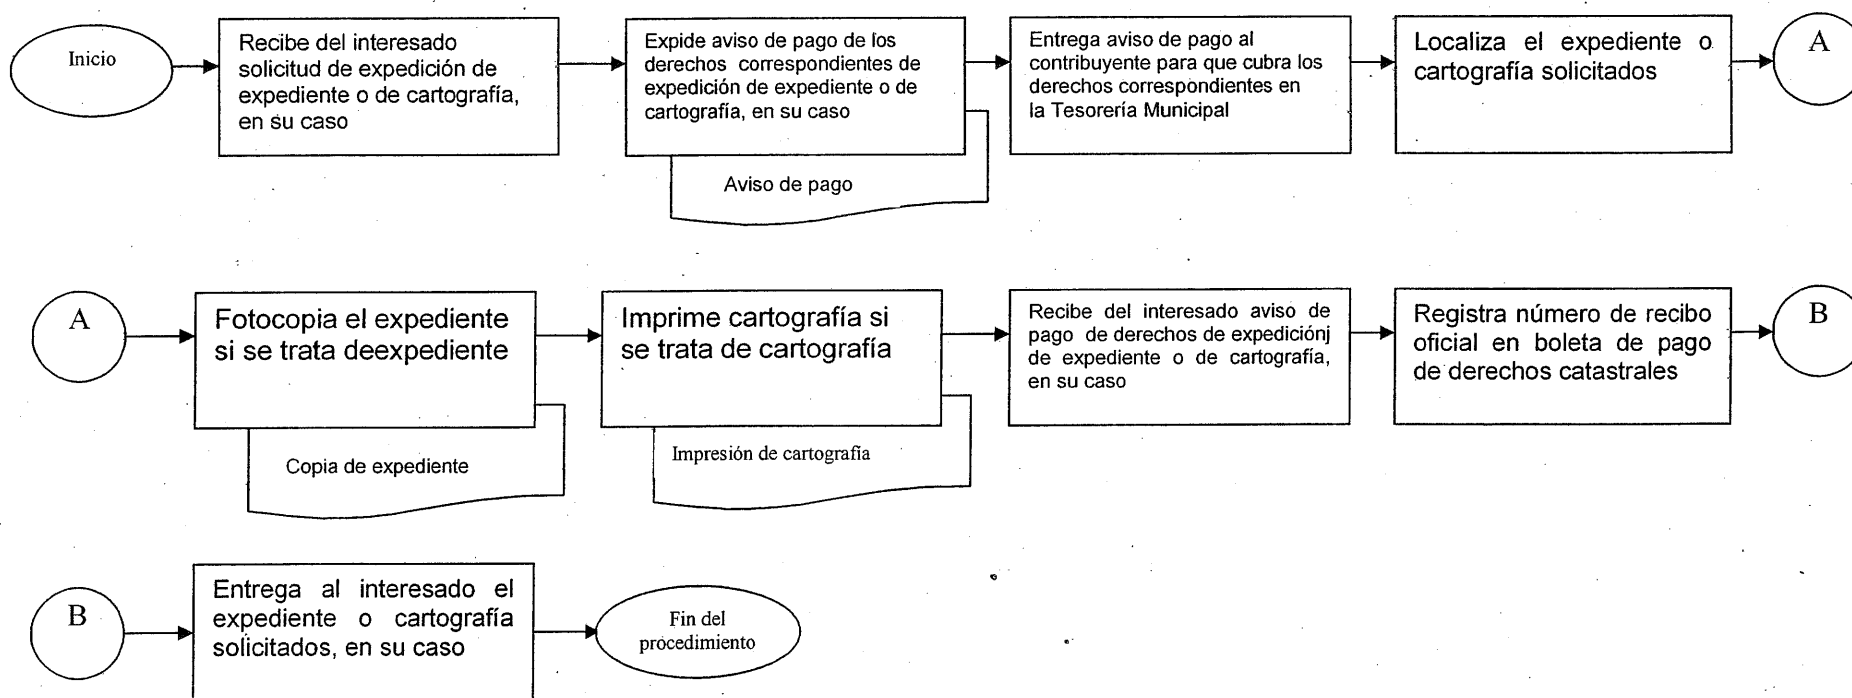 Inicio
Recibe del interesado
solicitud de expedición de
expediente o de cartografía,
en su caso
Expide aviso de pago de los
derechos correspondientes de
expedición de expediente o de
cartografía, en su caso
Aviso de pago
Entrega aviso de pago al
contribuyente para que cubra los
derechos correspondientes en
la Tesorería Municipal
Localiza el expediente o
cartografía solicitados
A
A
Fotocopia el expediente
si se trata deexpediente
Copia de expediente
Imprime cartografía si
se trata de cartografía
Impresión de cartografía
Recibe del interesado aviso de
pago de derechos de expediciónj
de expediente o de cartografía,
en su caso
Registra número de recibo
oficial en boleta de pago
de derechos catastrales
B
B
Entrega al interesado el
expediente o cartografía
solicitados, en su caso
Fin del
procedimiento